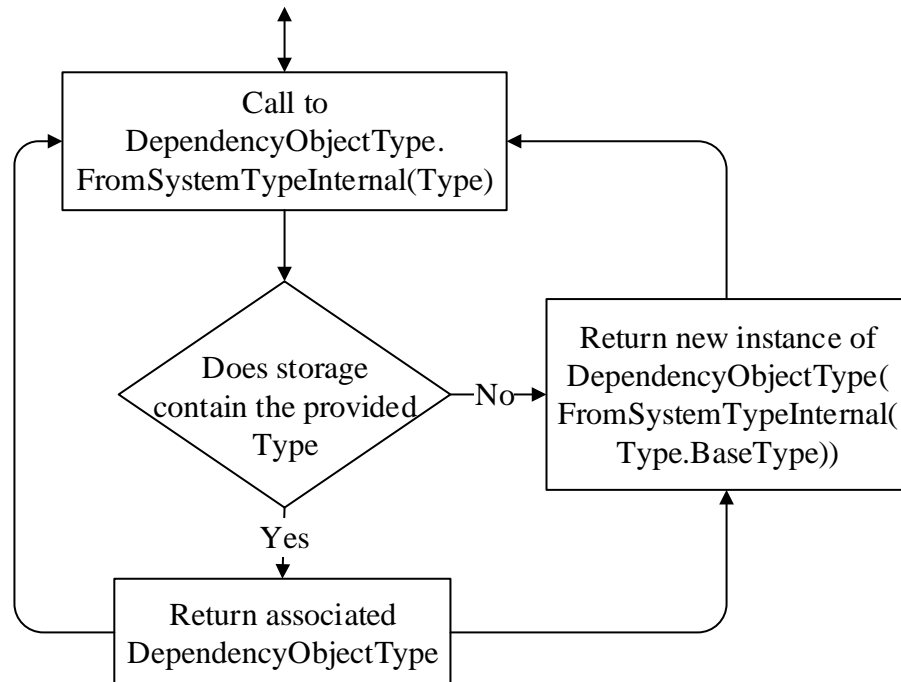 Call to
DependencyObjectType.
FromSystemTypeInternal(Type)
Does storage
contain the provided
Type
No
Return new instance of
DependencyObjectType(
FromSystemTypeInternal(
Type.BaseType))
Yes
Return associated
DependencyObjectType